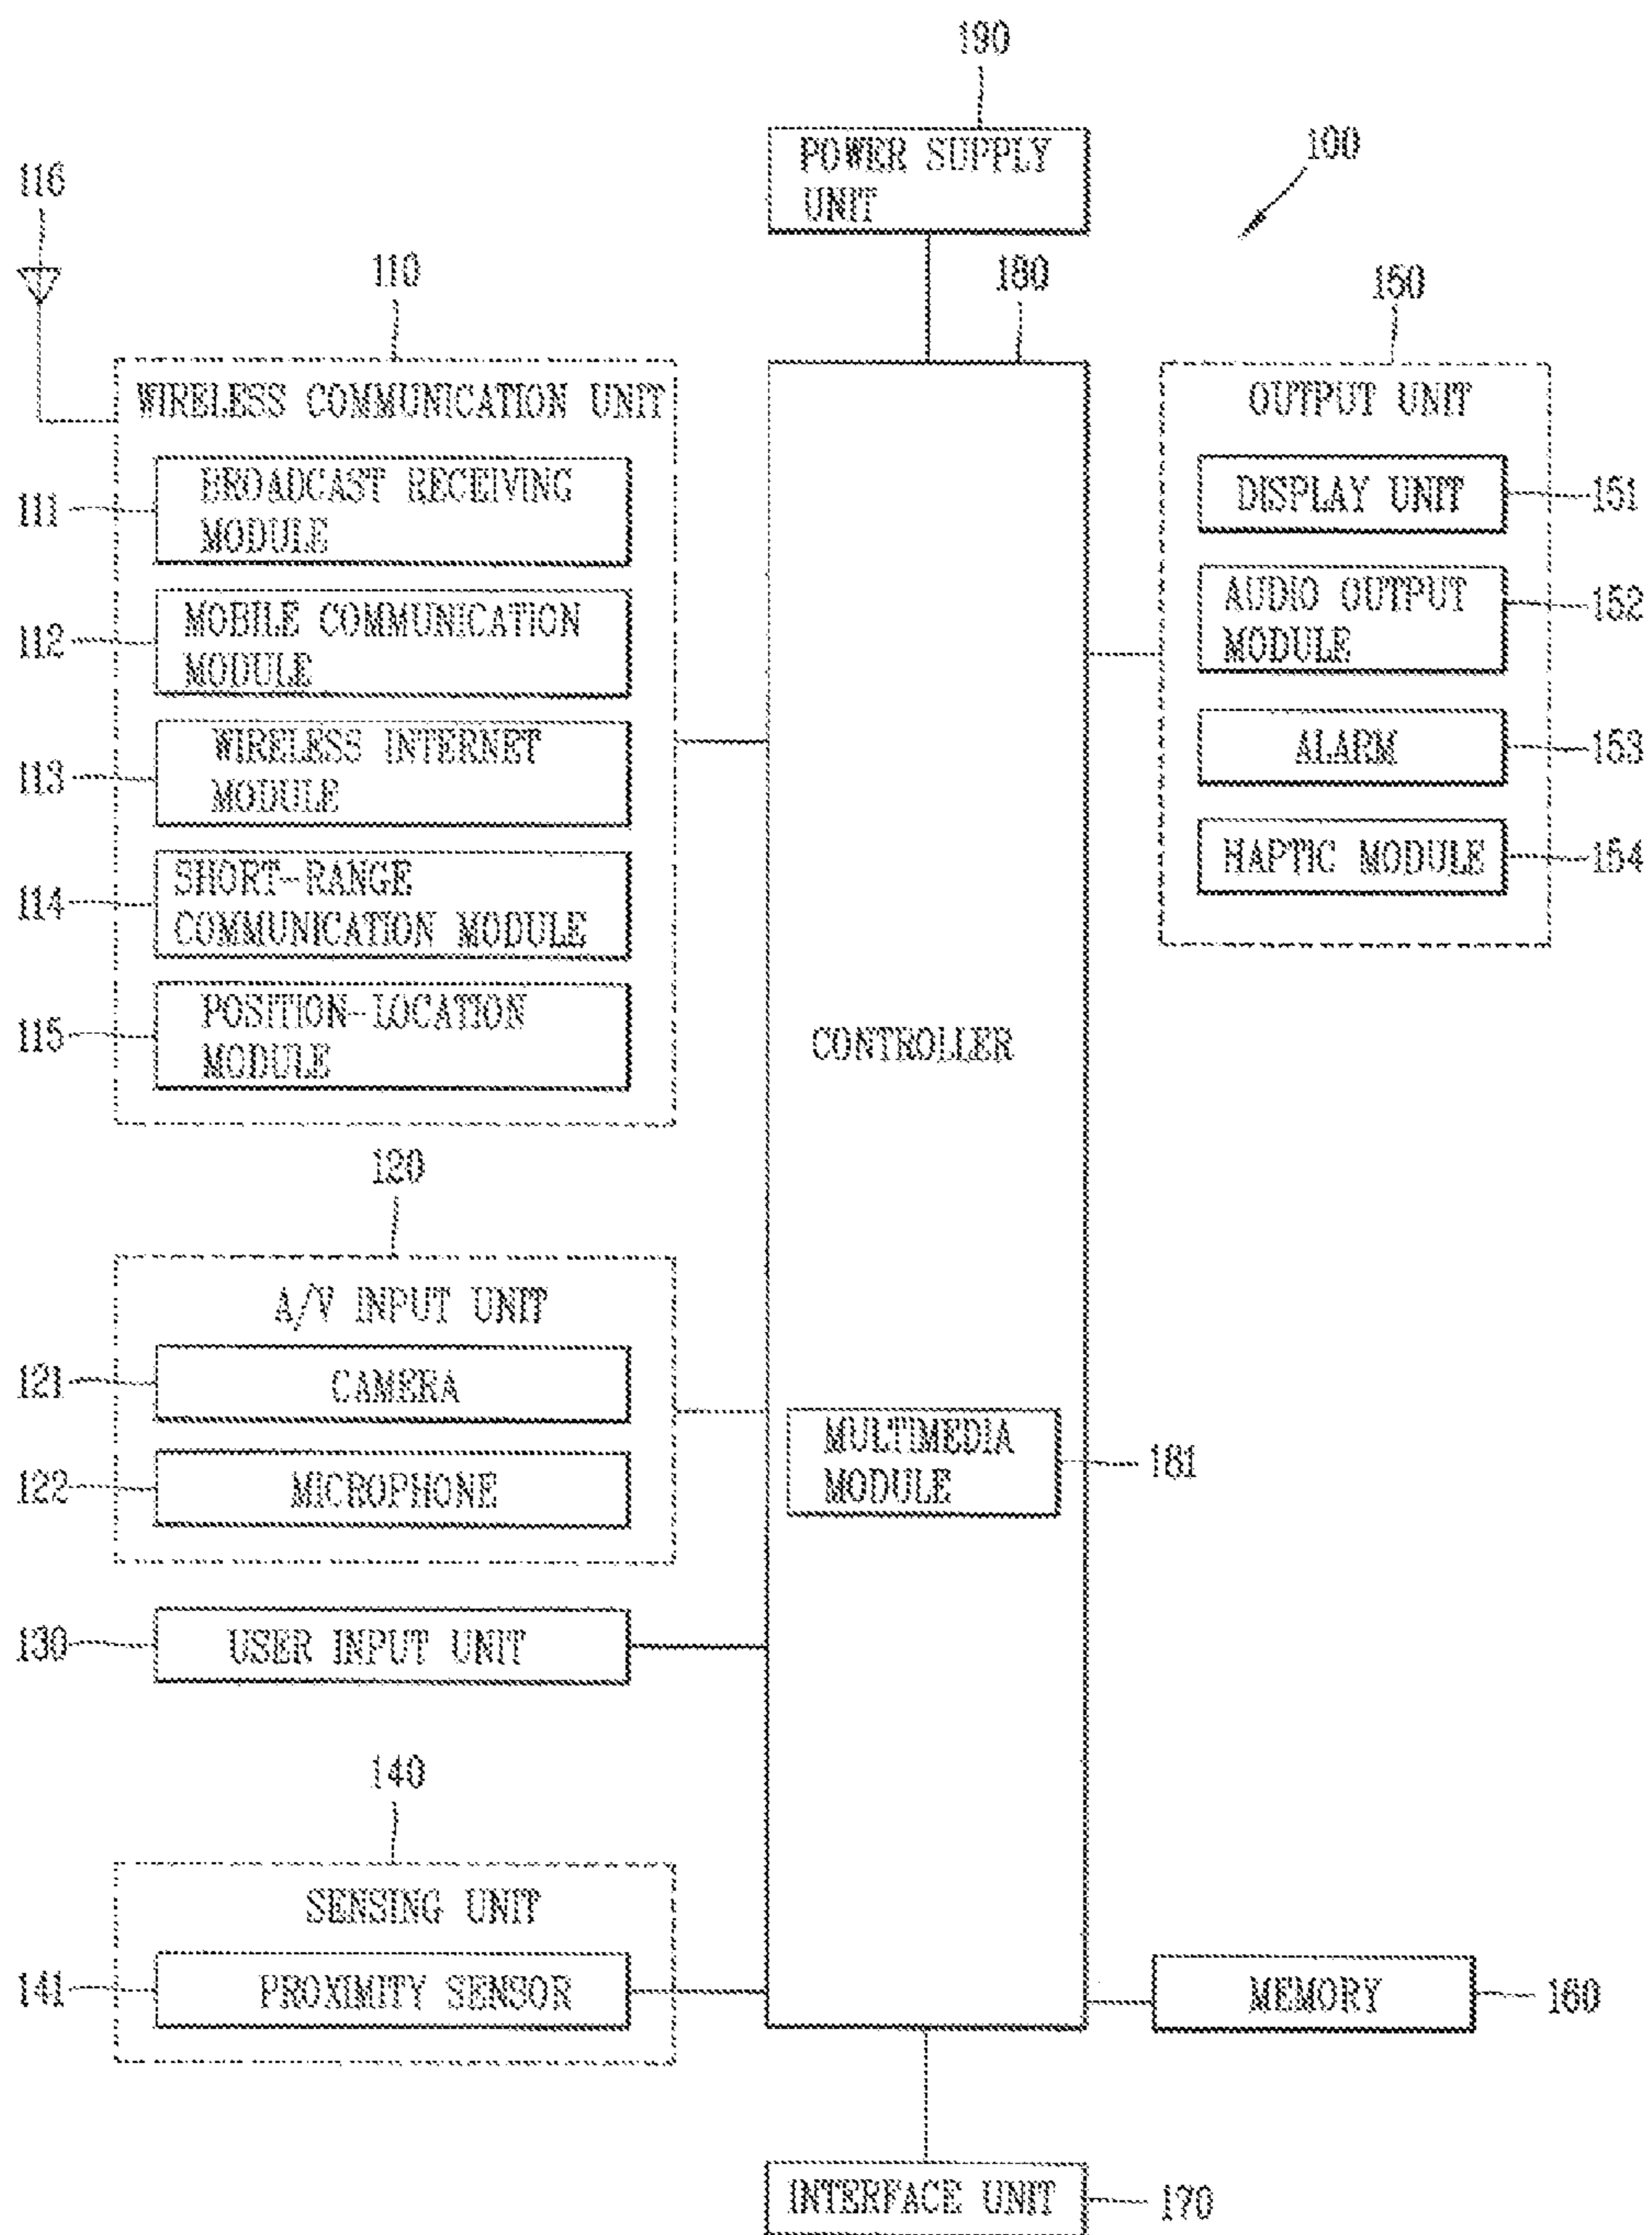 190
POWER SUPPLY
UNIT
100
116
110
180
150
WIRELESS COMMUNICATION UNIT
111
BROADCAST RECEIVING
MODULE
112
MOBILE COMMUNICATION
MODULE
113
WIRELESS INTERNET
MODULE
114
SHORT-RANGE
COMMUNICATION MODULE
115
POSITION-LOCATION
MODULE
CONTROLLER
OUTPUT UNIT
DISPLAY UNIT
151
AUDIO OUTPUT
MODULE
152
ALARM
153
HAPTIC MODULE
154
120
A/V INPUT UNIT
121
CAMERA
122
MICROPHONE
MULTIMEDIA
MODULE
181
130
USER INPUT UNIT
140
SENSING UNIT
141
PROXIMITY SENSOR
MEMORY
160
INTERFACE UNIT
170